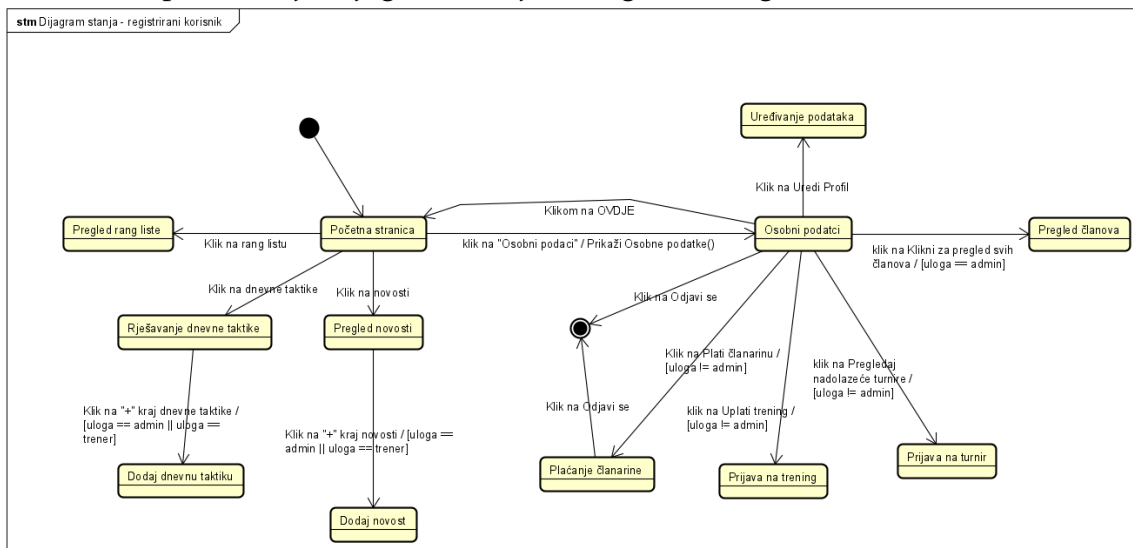 stm Dijagram stanja - registrirani korisnik
Uređivanje podataka
Klik na Uredi Profil
Klikom na OVDJE
Pregled rang liste
Početna stranica
Osobni podatci
Pregled članova
Klik na rang listu
klik na "Osobni podaci" / Prikaži Osobne podatke()
klik na Klikni za pregled svih
članova / [uloga == admin]
Klik na dnevne taktike
Klik na novosti
Klik na Odjavi se
Rješavanje dnevne taktike
Pregled novosti
Klik na Plati članarinu /
[uloga != admin]
klik na Pregledaj
nadolazeće turnire /
[uloga != admin]
Klik na "+" kraj dnevne taktike /
[uloga == admin || uloga ==
trener]
Klik na Odjavi se
klik na Uplati trening /
[uloga != admin]
Klik na "+" kraj novosti / [uloga ==
admin || uloga == trener]
Dodaj dnevnu taktiku
Plaćanje članarine
Prijava na trening
Prijava na turnir
Dodaj novost